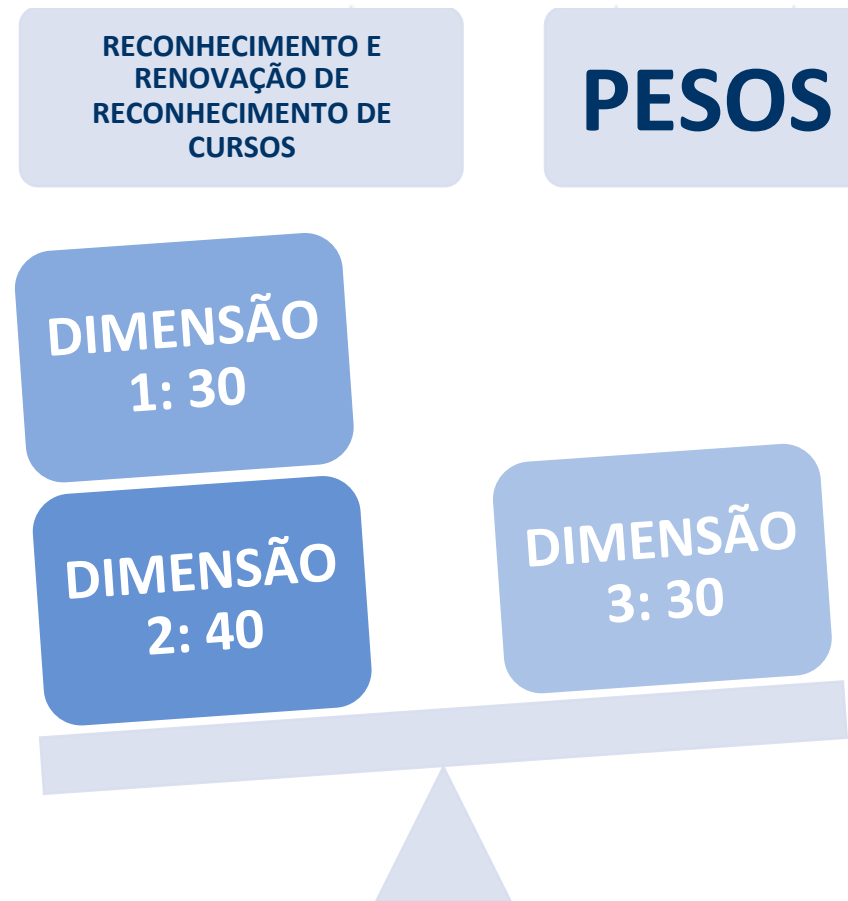 RECONHECIMENTO E
RENOVAÇÃO DE
RECONHECIMENTO DE
CURSOS
PESOS
DIMENSÃO
1: 30
DIMENSÃO
2: 40
DIMENSÃO
3: 30